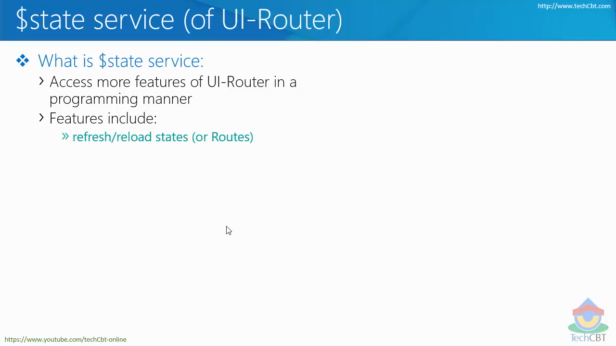 http://www.techCbt.com
$state service (of UI-Router)
What is $state service:
Access more features of UI-Router in a
programming manner
Features include:
refresh/reload states (or Routes)
TechCBT
https://www.youtube.com/techCbt-online